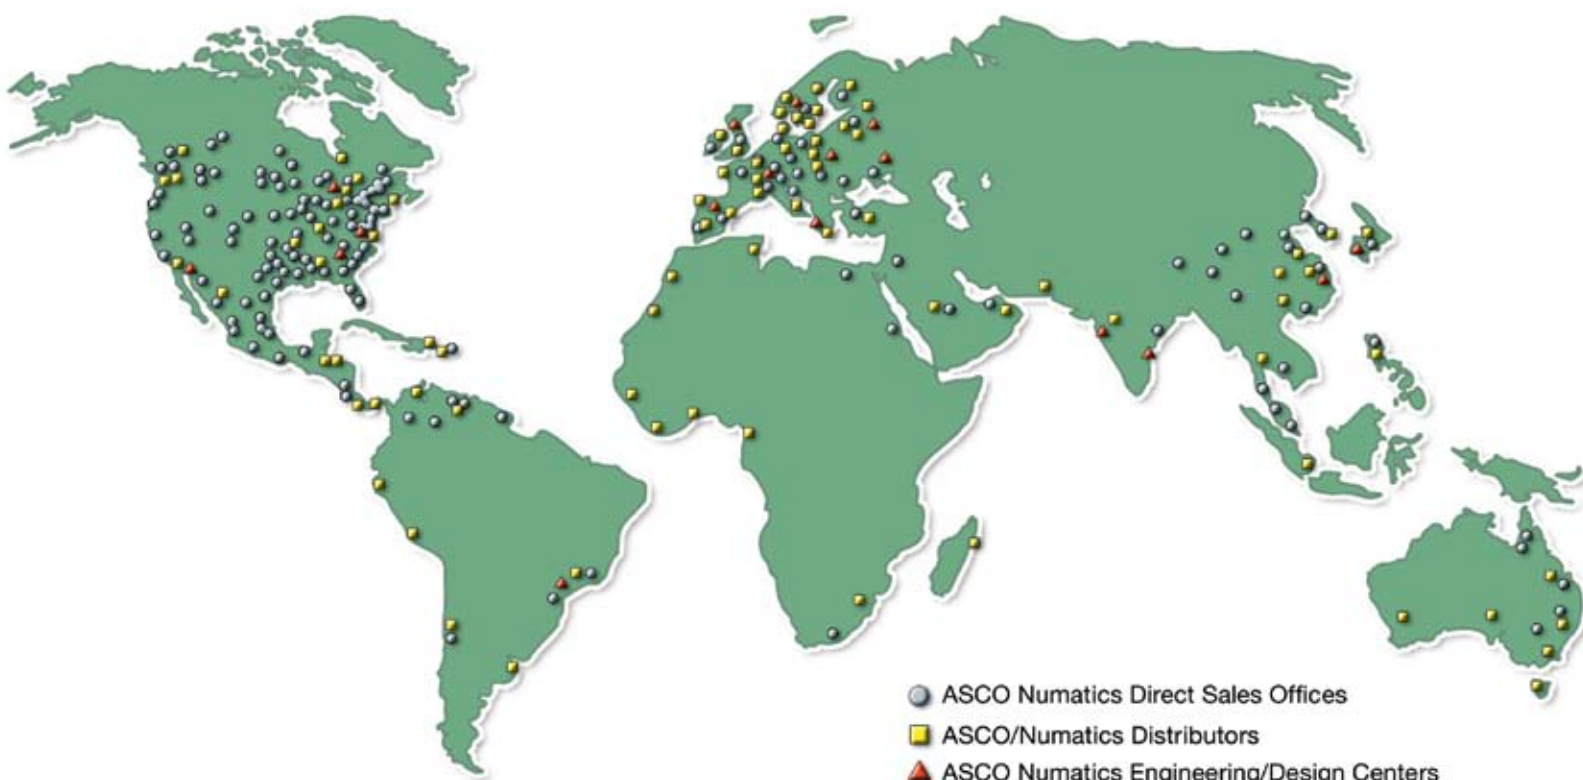 ASCO Numatics Direct Sales Offices
ASCO/Numatics Distributors
ASCO Numatics Engineering/Design Centers